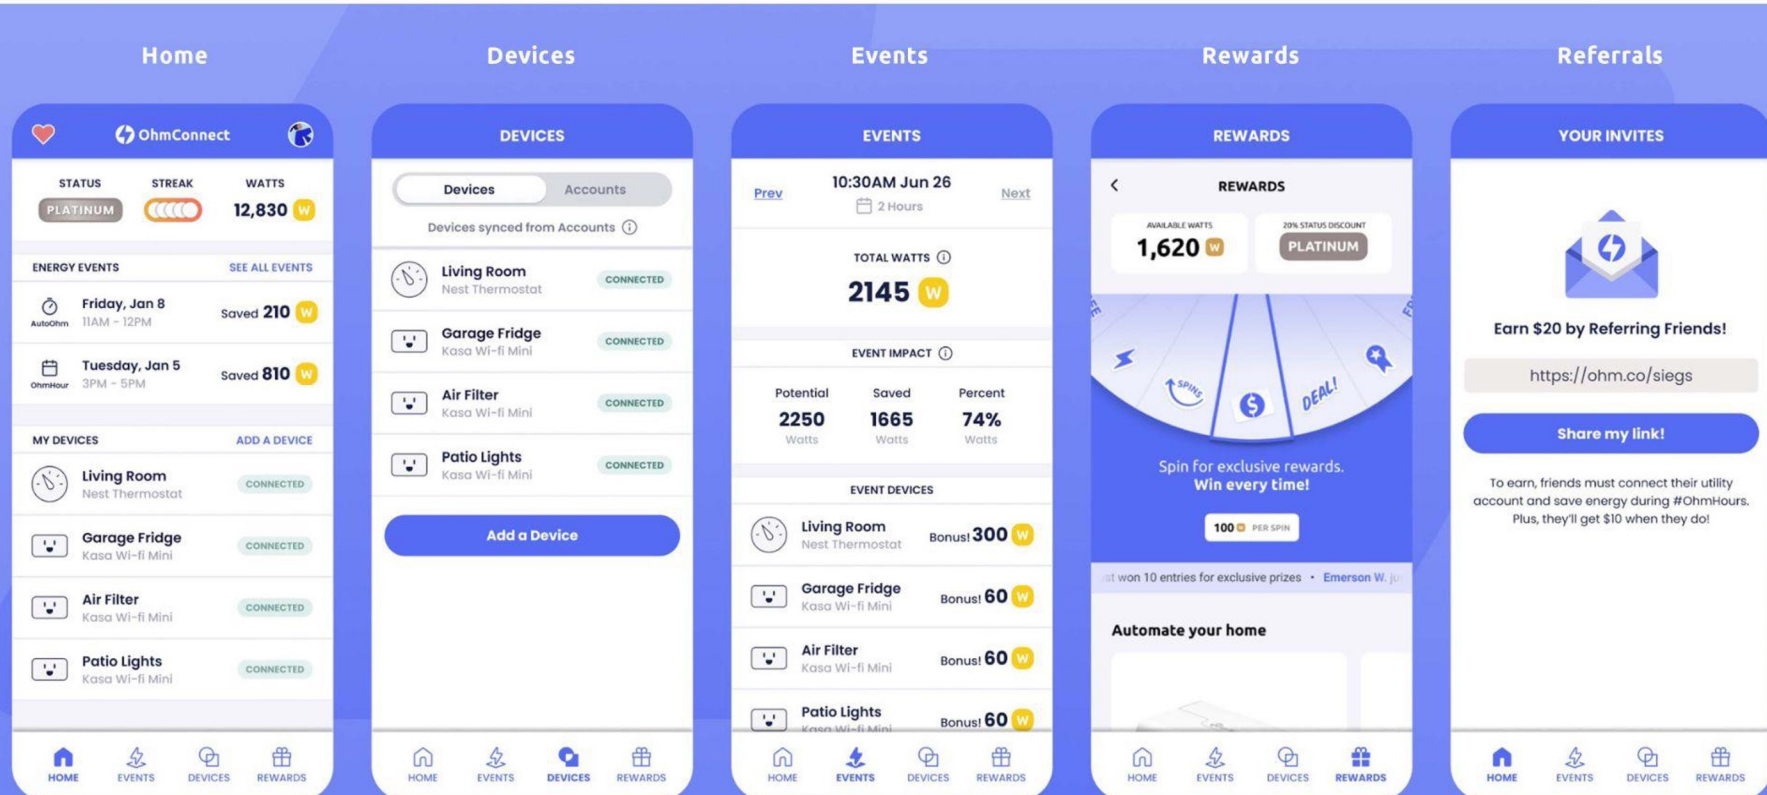 Home
OhmConnect
STATUS STREAK WATTS
PLATINUM 12,830 W
ENERGY EVENTS SEE ALL EVENTS
Friday, Jan 8
AutoOhm 11AM - 12PM Saved 210 W
Tuesday, Jan 5
OhmHour 3PM - 5PM Saved 810 W
MY DEVICES ADD A DEVICE
Living Room
Nest Thermostat CONNECTED
Garage Fridge
Kasa Wi-fi Mini CONNECTED
Air Filter
Kasa Wi-fi Mini CONNECTED
Patio Lights
Kasa Wi-fi Mini CONNECTED
HOME EVENTS DEVICES REWARDS
Devices
DEVICES
Devices Accounts
Devices synced from Accounts i
Living Room
Nest Thermostat CONNECTED
Garage Fridge
Kasa Wi-fi Mini CONNECTED
Air Filter
Kasa Wi-fi Mini CONNECTED
Patio Lights
Kasa Wi-fi Mini CONNECTED
Add a Device
HOME EVENTS DEVICES REWARDS
Events
EVENTS
Prev 10:30AM Jun 26 Next
2 Hours
TOTAL WATTS i
2145 W
EVENT IMPACT i
Potential Saved Percent
2250 1665 74%
Watts Watts Watts
EVENT DEVICES
Living Room
Nest Thermostat Bonus! 300 W
Garage Fridge
Kasa Wi-fi Mini Bonus! 60 W
Air Filter
Kasa Wi-fi Mini Bonus! 60 W
Patio Lights
Kasa Wi-fi Mini Bonus! 60 W
HOME EVENTS DEVICES REWARDS
Rewards
REWARDS
< REWARDS
AVAILABLE WATTS 20% STATUS DISCOUNT
1,620 W PLATINUM
SPINS $ DEAL!
Spin for exclusive rewards.
Win every time!
100 W PER SPIN
won 10 entries for exclusive prizes • Emerson W.
Automate your home
HOME EVENTS DEVICES REWARDS
Referrals
YOUR INVITES
Earn $20 by Referring Friends!
https://ohm.co/siegs
Share my link!
To earn, friends must connect their utility
account and save energy during #OhmHours.
Plus, they'll get $10 when they do!
HOME EVENTS DEVICES REWARDS